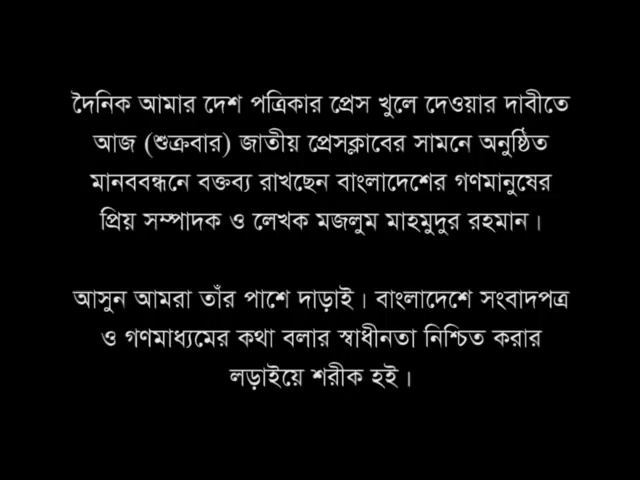 দৈনিক আমার দেশ পত্রিকার প্রেস খুলে দেওয়ার দাবীতে
আজ (শুক্রবার) জাতীয় প্রেসক্লাবের সামনে অনুষ্ঠিত
মানববন্ধনে বক্তব্য রাখছেন বাংলাদেশের গণমানুষের
প্রিয় সম্পাদক ও লেখক মজলুম মাহমুদুর রহমান।
আসুন আমরা তাঁর পাশে দাড়াই। বাংলাদেশে সংবাদপত্র
ও গণমাধ্যমের কথা বলার স্বাধীনতা নিশ্চিত করার
লড়াইয়ে শরীক হই।